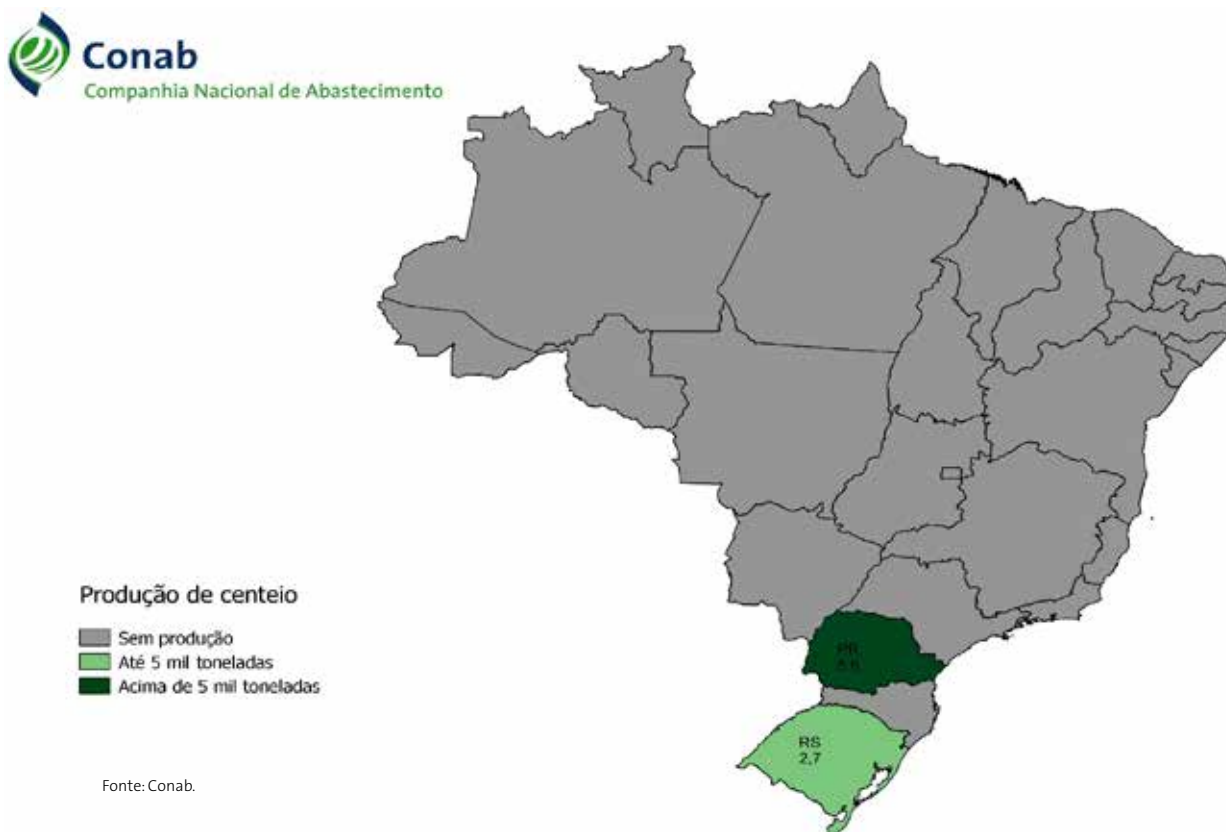 Conab
Companhia Nacional de Abastecimento
Produção de centeio
Sem produção
Até 5 mil toneladas
Acima de 5 mil toneladas
PR
RS
2,7
Fonte: Conab.